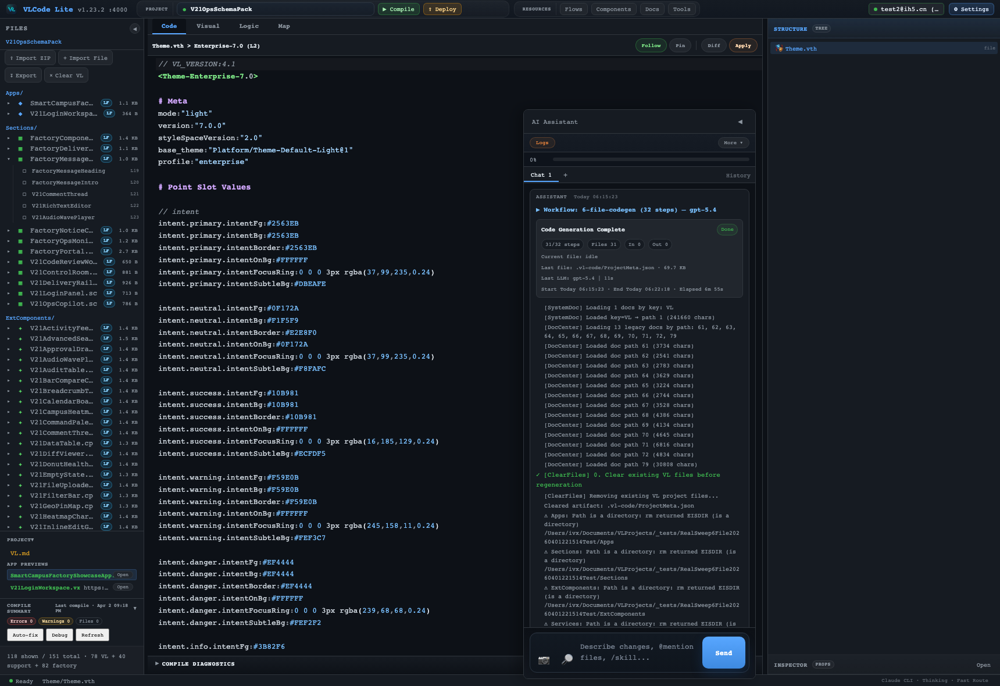 VL VLCode Lite v1.23.2 :4000
PROJECT V21OpsSchemaPack ▶ Compile ⇧ Deploy
RESOURCES Flows Components Docs Tools
test2@ih5.cn (… ⚙ Settings
FILES ◀
V21OpsSchemaPack
↑ Import ZIP + Import File
↧ Export × Clear VL
Apps/
▸ ◆ SmartCampusFac… LF 1.1 KB
▸ ◆ V21LoginWorkspa… LF 364 B
Sections/
▸ FactoryCompone… LF 1.4 KB
▸ FactoryDeliver… LF 1.1 KB
▾ FactoryMessage… LF 1.0 KB
□ FactoryMessageHeading L19
□ FactoryMessageIntro L20
□ V21CommentThread L21
□ V21RichTextEditor L22
□ V21AudioWavePlayer L23
▸ FactoryNoticeC… LF 1.0 KB
▸ FactoryOpsMoni… LF 1.2 KB
▸ FactoryPortal.… LF 2.7 KB
▸ V21CodeReviewWo… LF 650 B
▸ V21ControlRoom.… LF 881 B
▸ V21DeliveryRail… LF 926 B
▸ V21LoginPanel.sc LF 713 B
▸ V21OpsCopilot.sc LF 786 B
ExtComponents/
▸ ✦ V21ActivityFee… LF 1.4 KB
▸ ✦ V21AdvancedSea… LF 1.5 KB
▸ ✦ V21ApprovalDra… LF 1.4 KB
▸ ✦ V21AudioWavePl… LF 1.4 KB
▸ ✦ V21AuditTable.… LF 1.4 KB
▸ ✦ V21BarCompareC… LF 1.4 KB
▸ ✦ V21BreadcrumbT… LF 1.4 KB
▸ ✦ V21CalendarBoa… LF 1.4 KB
▸ ✦ V21CampusHeatm… LF 1.4 KB
▸ ✦ V21CommandPale… LF 1.4 KB
▸ ✦ V21CommentThre… LF 1.4 KB
▸ ✦ V21DataTable.cp LF 1.3 KB
▸ ✦ V21DiffViewer.… LF 1.4 KB
▸ ✦ V21DonutHealth… LF 1.4 KB
▸ ✦ V21EmptyState.… LF 1.3 KB
▸ ✦ V21FileUploade… LF 1.4 KB
▸ ✦ V21FilterBar.cp LF 1.3 KB
▸ ✦ V21GeoPinMap.cp LF 1.3 KB
▸ ✦ V21HeatmapChar… LF 1.4 KB
▸ ✦ V21InlineEditG… LF 1.4 KB
PROJECT▾
VL.md
APP PREVIEWS
SmartCampusFactoryShowcaseApp. Open
V21LoginWorkspace.vx https:… Open
COMPILE SUMMARY Last compile · Apr 2 09:18 PM ▼
Errors 0 Warnings 0 Files 0
Auto-fix Debug Refresh
118 shown / 151 total · 78 VL + 40
support + 82 factory
Code Visual Logic Map
Theme.vth > Enterprise-7.0 (L2) Follow Pin Diff Apply
// VL_VERSION:4.1
<Theme-Enterprise-7.0>
# Meta
mode:"light"
version:"7.0.0"
styleSpaceVersion:"2.0"
base_theme:"Platform/Theme-Default-Light@1"
profile:"enterprise"
# Point Slot Values
// intent
intent.primary.intentFg:#2563EB
intent.primary.intentBg:#2563EB
intent.primary.intentBorder:#2563EB
intent.primary.intentOnBg:#FFFFFF
intent.primary.intentFocusRing:0 0 0 3px rgba(37,99,235,0.24)
intent.primary.intentSubtleBg:#DBEAFE
intent.neutral.intentFg:#0F172A
intent.neutral.intentBg:#F1F5F9
intent.neutral.intentBorder:#E2E8F0
intent.neutral.intentOnBg:#0F172A
intent.neutral.intentFocusRing:0 0 0 3px rgba(37,99,235,0.24)
intent.neutral.intentSubtleBg:#F8FAFC
intent.success.intentFg:#10B981
intent.success.intentBg:#10B981
intent.success.intentBorder:#10B981
intent.success.intentOnBg:#FFFFFF
intent.success.intentFocusRing:0 0 0 3px rgba(16,185,129,0.24)
intent.success.intentSubtleBg:#ECFDF5
intent.warning.intentFg:#F59E0B
intent.warning.intentBg:#F59E0B
intent.warning.intentBorder:#F59E0B
intent.warning.intentOnBg:#FFFFFF
intent.warning.intentFocusRing:0 0 0 3px rgba(245,158,11,0.24)
intent.warning.intentSubtleBg:#FEF3C7
intent.danger.intentFg:#EF4444
intent.danger.intentBg:#EF4444
intent.danger.intentBorder:#EF4444
intent.danger.intentOnBg:#FFFFFF
intent.danger.intentFocusRing:0 0 0 3px rgba(239,68,68,0.24)
intent.danger.intentSubtleBg:#FEF2F2
intent.info.intentFg:#3B82F6
▶ COMPILE DIAGNOSTICS
AI Assistant ◀
Logs More ▾
0%
Chat 1 + History
ASSISTANT Today 06:15:23
▶ Workflow: 6-file-codegen (32 steps) — gpt-5.4
Code Generation Complete Done
31/32 steps Files 31 In 0 Out 0
Current file: idle
Last file: .vl-code/ProjectMeta.json · 69.7 KB
Last LLM: gpt-5.4 | 11s
Start Today 06:15:23 · End Today 06:22:18 · Elapsed 6m 55s
[SystemDoc] Loading 1 docs by key: VL
[SystemDoc] Loaded key=VL → path 1 (241660 chars)
[DocCenter] Loading 13 legacy docs by path: 61, 62, 63,
64, 65, 66, 67, 68, 69, 70, 71, 72, 79
[DocCenter] Loaded doc path 61 (3734 chars)
[DocCenter] Loaded doc path 62 (2541 chars)
[DocCenter] Loaded doc path 63 (2783 chars)
[DocCenter] Loaded doc path 64 (3629 chars)
[DocCenter] Loaded doc path 65 (3224 chars)
[DocCenter] Loaded doc path 66 (2744 chars)
[DocCenter] Loaded doc path 67 (3528 chars)
[DocCenter] Loaded doc path 68 (4386 chars)
[DocCenter] Loaded doc path 69 (4134 chars)
[DocCenter] Loaded doc path 70 (4645 chars)
[DocCenter] Loaded doc path 71 (6816 chars)
[DocCenter] Loaded doc path 72 (4834 chars)
[DocCenter] Loaded doc path 79 (30808 chars)
✓ [ClearFiles] 0. Clear existing VL files before
regeneration
[ClearFiles] Removing existing VL project files...
Cleared artifact: .vl-code/ProjectMeta.json
⚠ Apps: Path is a directory: rm returned EISDIR (is a
directory)
/Users/ivx/Documents/VLProjects/_tests/RealSweep6File202
60401221514Test/Apps
⚠ Sections: Path is a directory: rm returned EISDIR (is
a directory)
/Users/ivx/Documents/VLProjects/_tests/RealSweep6File202
60401221514Test/Sections
⚠ ExtComponents: Path is a directory: rm returned EISDIR
(is a directory)
/Users/ivx/Documents/VLProjects/_tests/RealSweep6File202
60401221514Test/ExtComponents
⚠ Services: Path is a directory: rm returned EISDIR (is
Describe changes, @mention
files, /skill...
Send
STRUCTURE TREE
Theme.vth file
INSPECTOR PROPS Open
Ready Theme/Theme.vth
Claude CLI · Thinking · Fast Route